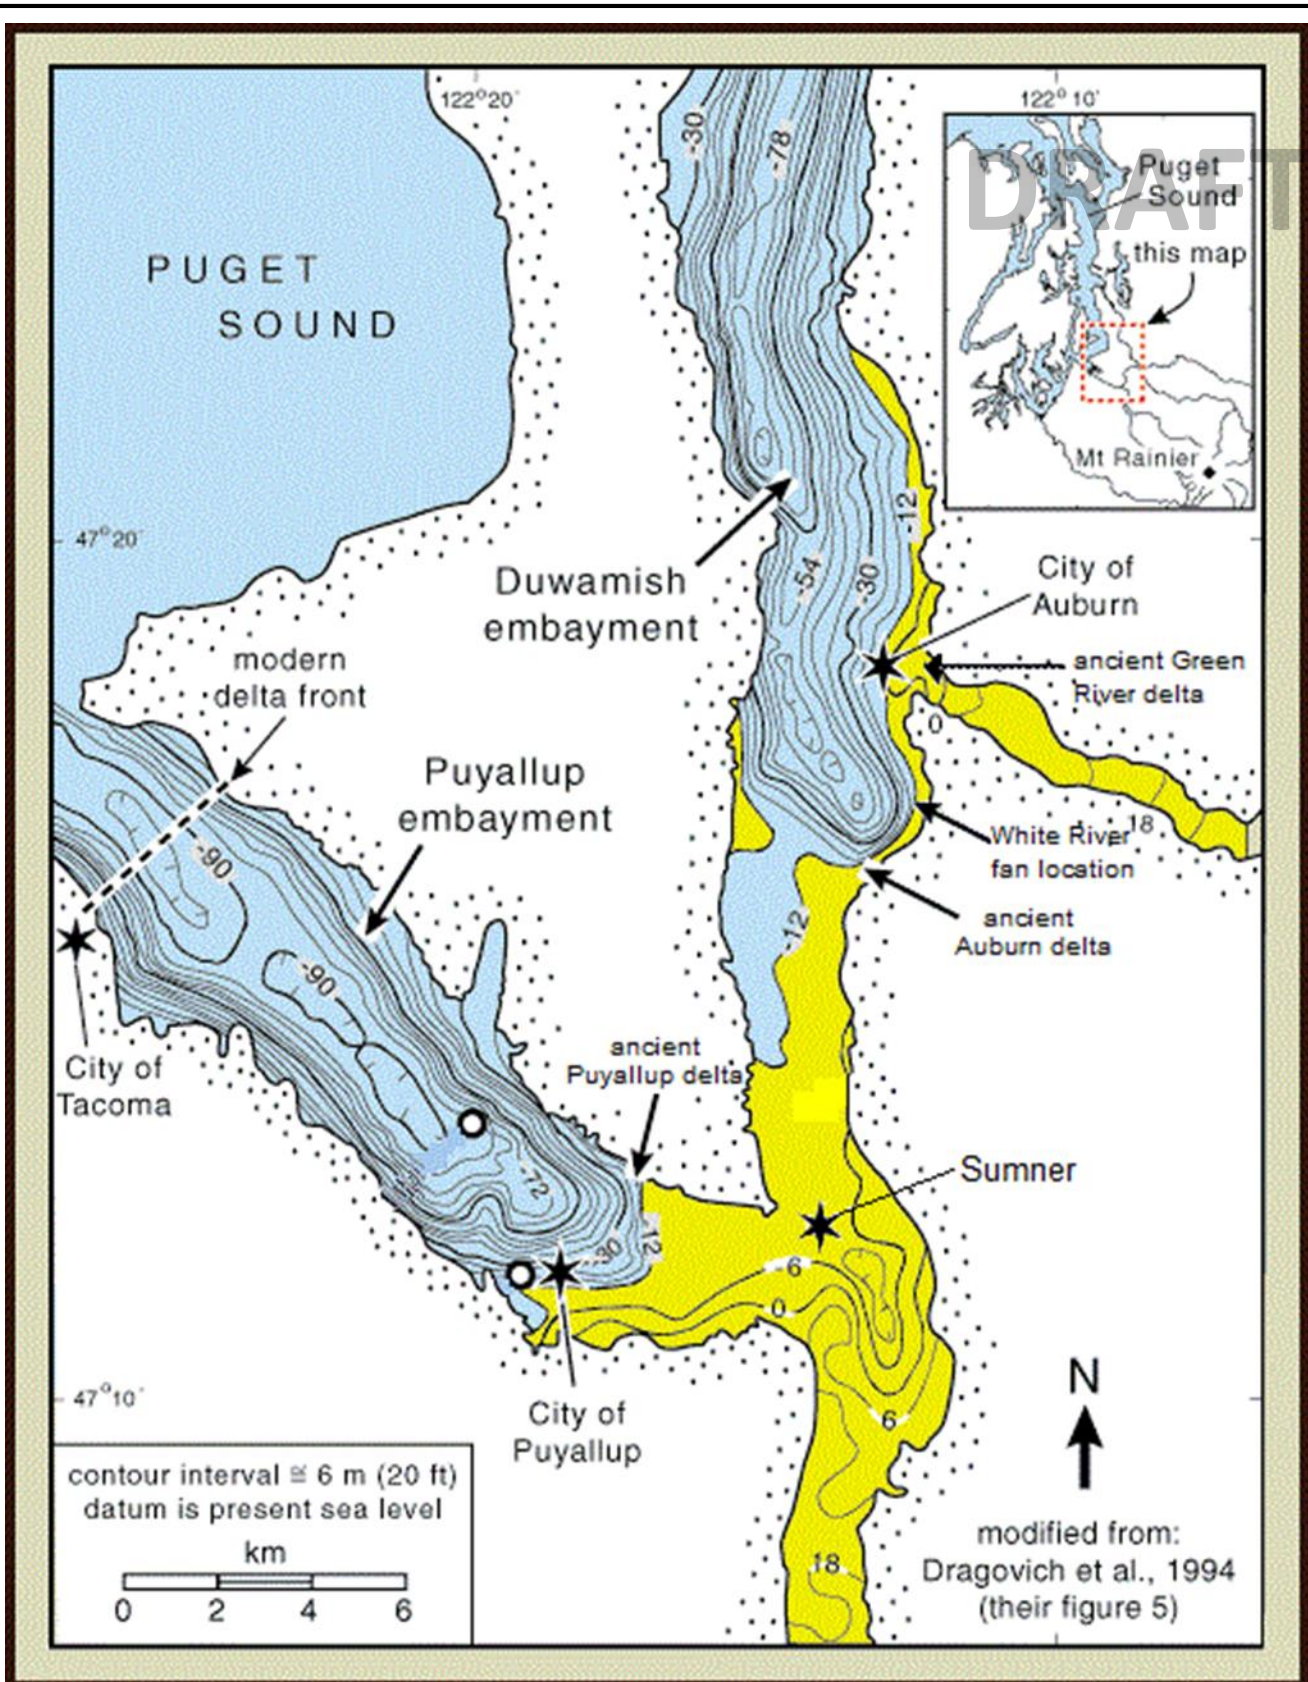 122°20'
122°10'
-30
-78
DRAFT
Puget
Sound
this map
Mt Rainier
PUGET
SOUND
47°20'
-12
Duwamish
embayment
-54
-30
City of
Auburn
modern
delta front
ancient Green
River delta
0
Puyallup
embayment
18
White River
fan location
-90
ancient
Auburn delta
-12
-90
City of
Tacoma
ancient
Puyallup delta
Sumner
-72
-12
-30
-6
0
47°10'
City of
Puyallup
6
N
contour interval ≅ 6 m (20 ft)
datum is present sea level
km
0 2 4 6
18
modified from:
Dragovich et al., 1994
(their figure 5)